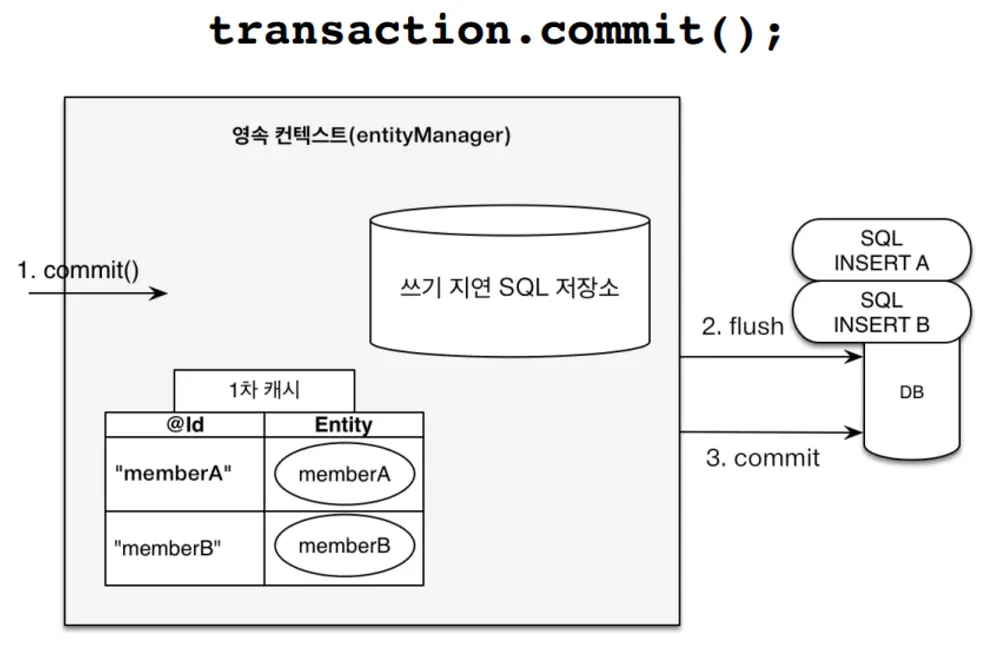 transaction.commit();
영속 컨텍스트(entityManager)
1. commit()
쓰기 지연 SQL 저장소
SQL
INSERT A
SQL
INSERT B
2. flush
DB
3. commit
1차 캐시
@Id Entity
"memberA" memberA
"memberB" memberB